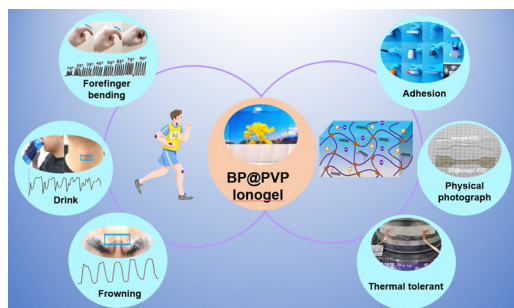 Forefinger
bending
Drink
Frowning
BP@PVP
Ionogel
Adhesion
Physical
photograph
Thermal tolerant